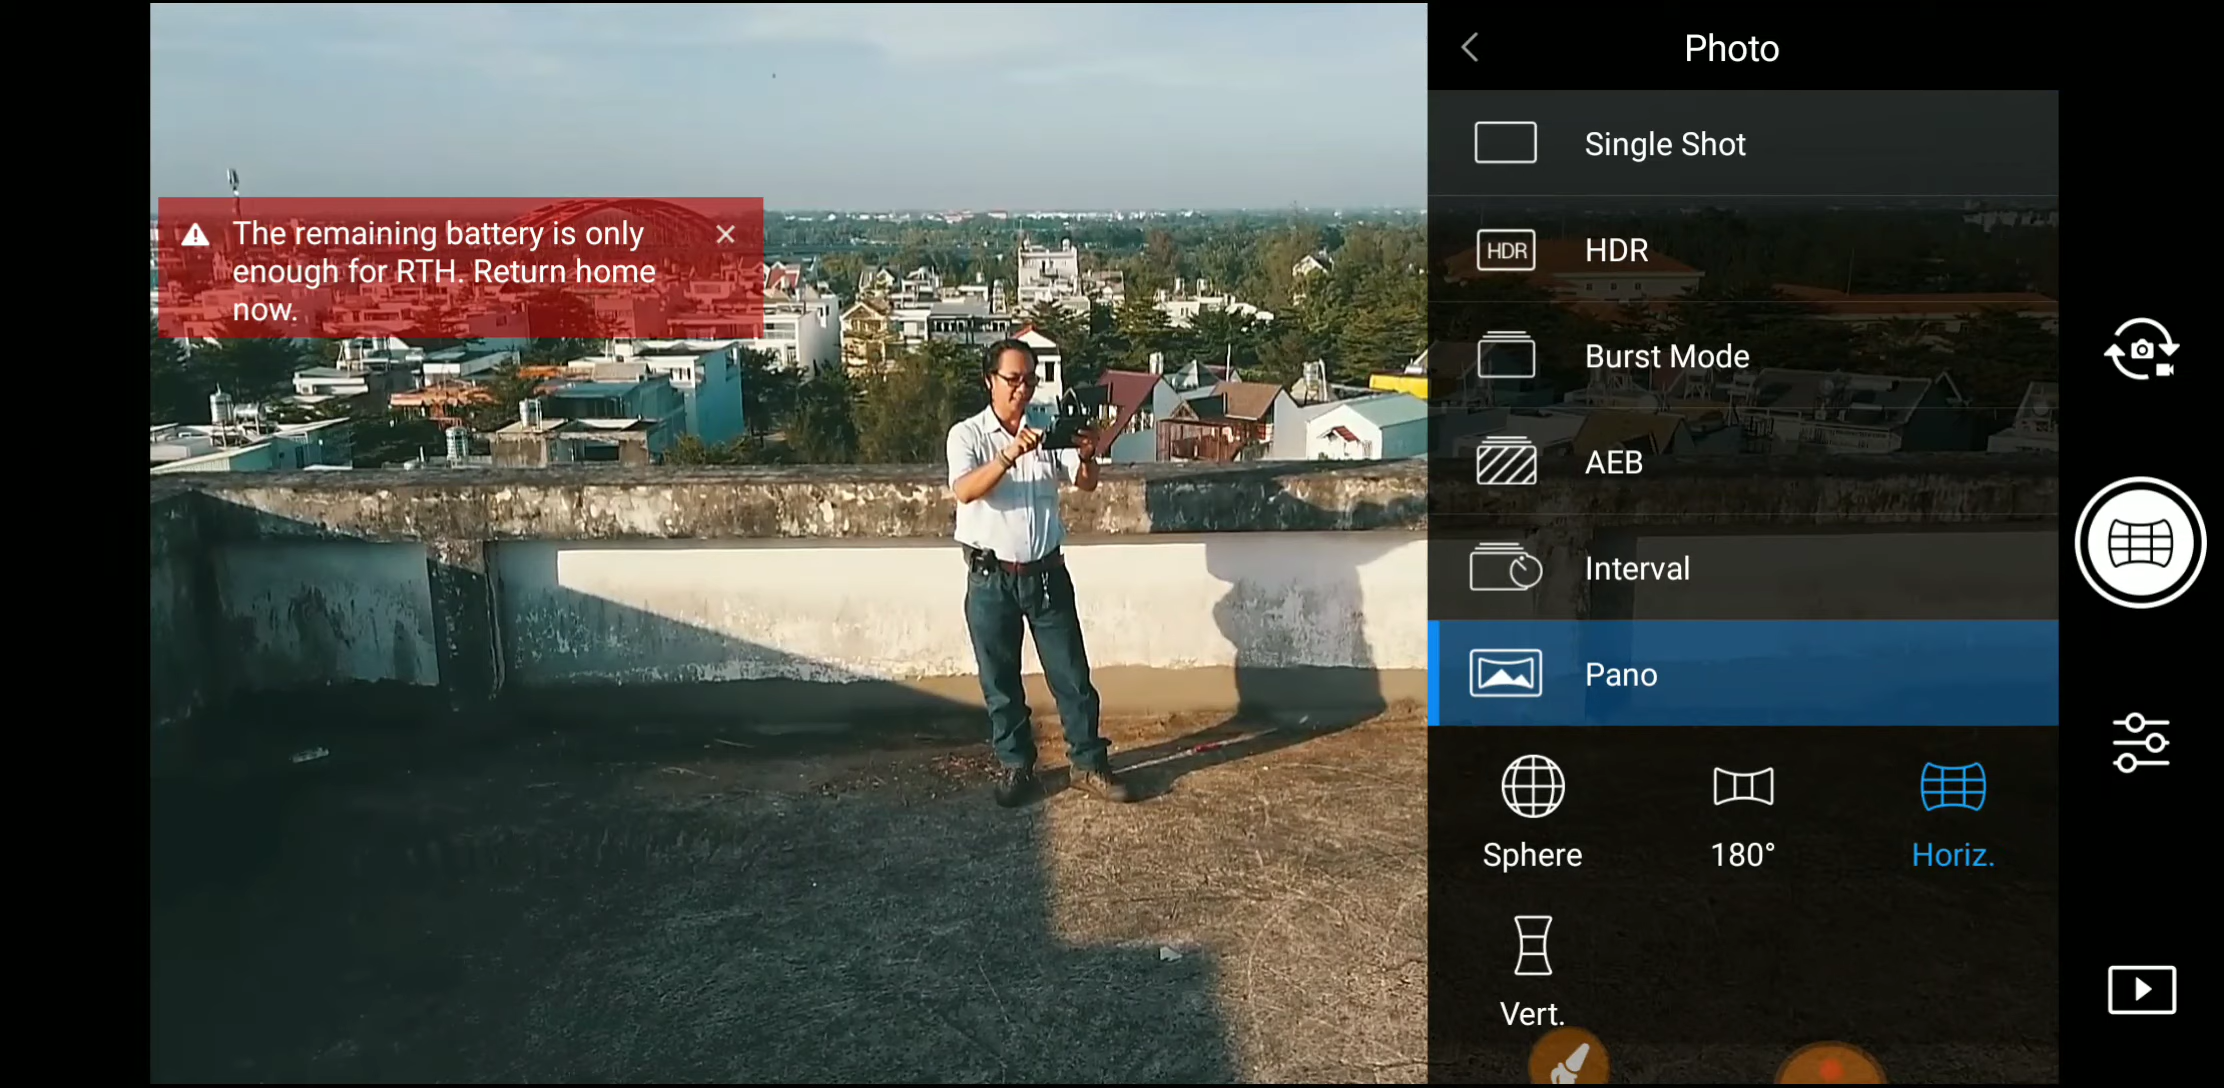 Photo
The remaining battery is only
enough for RTH. Return home
now.
Single Shot
HDR
HDR
Burst Mode
AEB
Interval
Pano
Sphere
180°
Horiz.
Vert.